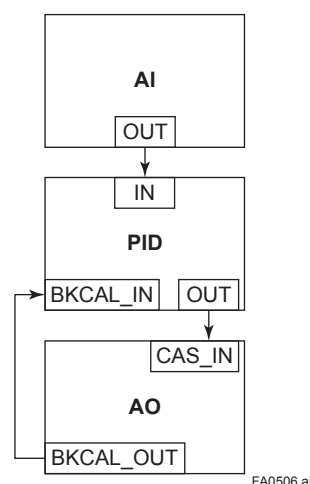 AI
OUT
IN
PID
BKCAL_IN OUT
CAS_IN
AO
BKCAL_OUT
FA0506.ai